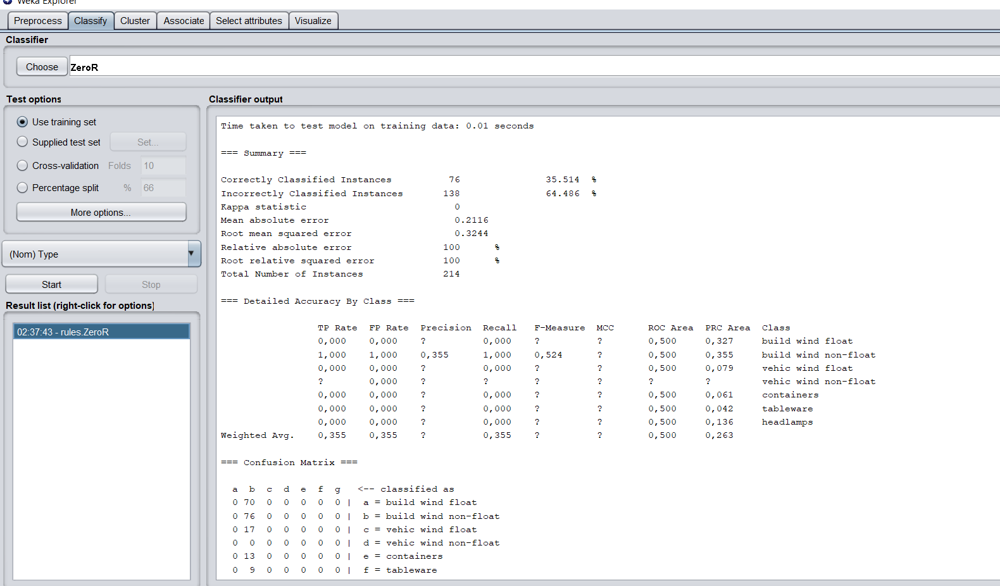 Weka Explorer
Preprocess Classify Cluster Associate Select attributes Visualize
Classifier
Choose ZeroR
Test options
Use training set
Supplied test set Set...
Cross-validation Folds 10
Percentage split % 66
More options...
(Nom) Type
Start Stop
Result list (right-click for options)
02:37:43 - rules.ZeroR
Classifier output
Time taken to test model on training data: 0.01 seconds
=== Summary ===
Correctly Classified Instances 76 35.514 %
Incorrectly Classified Instances 138 64.486 %
Kappa statistic 0
Mean absolute error 0.2116
Root mean squared error 0.3244
Relative absolute error 100 %
Root relative squared error 100 %
Total Number of Instances 214
=== Detailed Accuracy By Class ===
TP Rate FP Rate Precision Recall F-Measure MCC ROC Area PRC Area Class
0,000 0,000 ? 0,000 ? ? 0,500 0,327 build wind float
1,000 1,000 0,355 1,000 0,524 ? 0,500 0,355 build wind non-float
0,000 0,000 ? 0,000 ? ? 0,500 0,079 vehic wind float
? 0,000 ? ? ? ? ? ? vehic wind non-float
0,000 0,000 ? 0,000 ? ? 0,500 0,061 containers
0,000 0,000 ? 0,000 ? ? 0,500 0,042 tableware
0,000 0,000 ? 0,000 ? ? 0,500 0,136 headlamps
Weighted Avg. 0,355 0,355 ? 0,355 ? ? 0,500 0,263
=== Confusion Matrix ===
a b c d e f g <-- classified as
0 70 0 0 0 0 0 | a = build wind float
0 76 0 0 0 0 0 | b = build wind non-float
0 17 0 0 0 0 0 | c = vehic wind float
0 0 0 0 0 0 0 | d = vehic wind non-float
0 13 0 0 0 0 0 | e = containers
0 9 0 0 0 0 0 | f = tableware